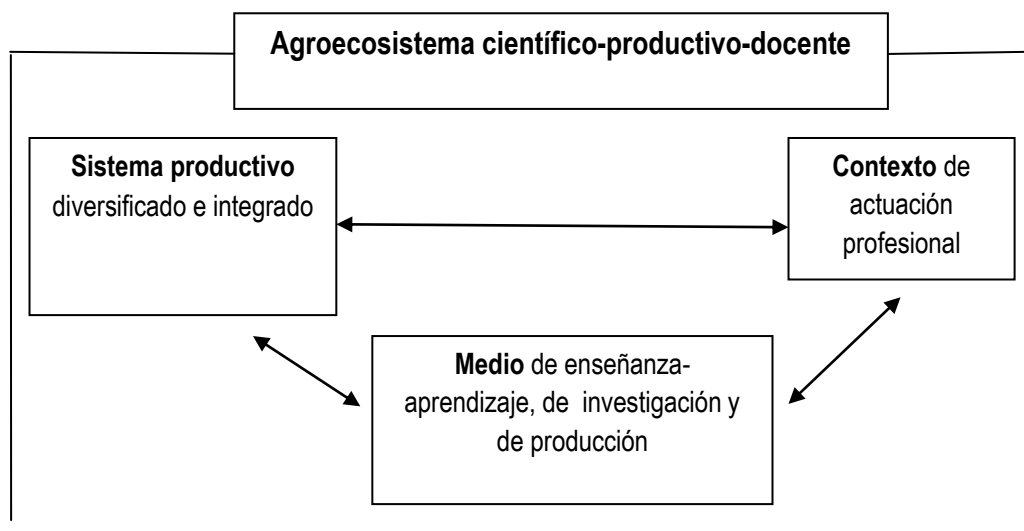 Agroecosistema científico-productivo-docente
Sistema productivo
diversificado e integrado
Contexto de
actuación
profesional
Medio de enseñanza-
aprendizaje, de investigación y
de producción